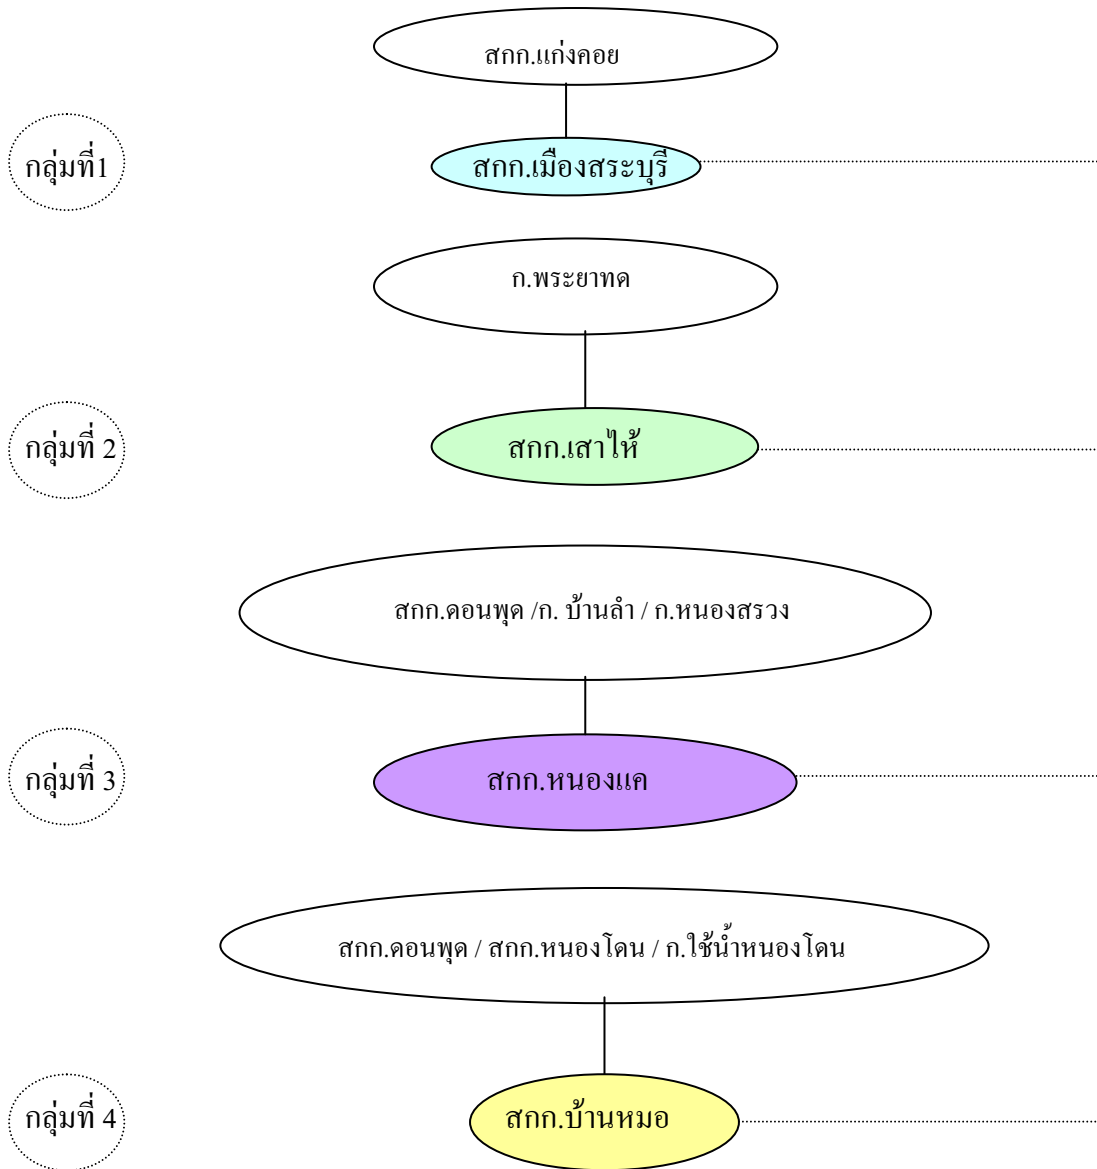 สกก.แก่งคอย
กลุ่มที่1
สกก.เมืองสระบุรี
ก.พระยาทด
กลุ่มที่ 2
สกก.เสาไห้
สกก.ดอนพุด /ก. บ้านลำ / ก.หนองสรวง
กลุ่มที่ 3
สกก.หนองแค
สกก.ดอนพุด / สกก.หนองโดน / ก.ใช้น้ำหนองโดน
กลุ่มที่ 4
สกก.บ้านหมอ